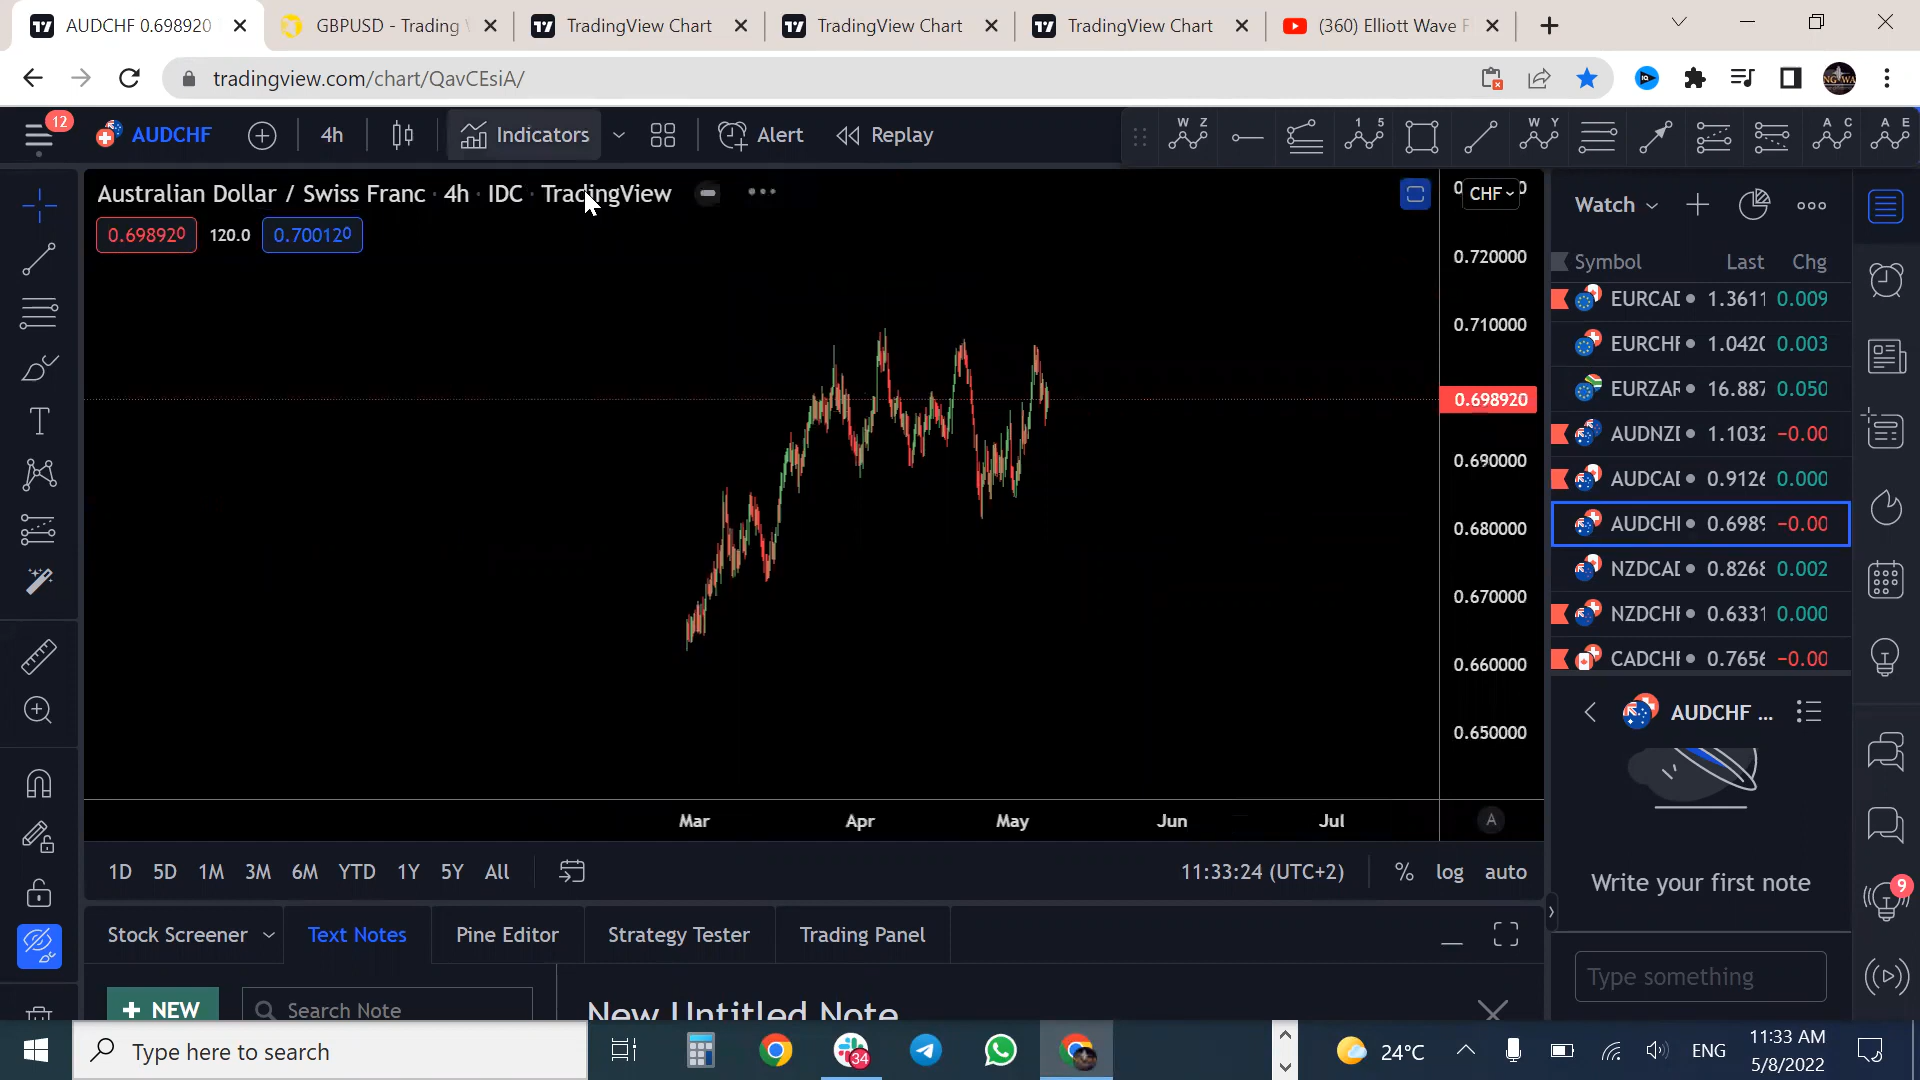 AUDCHF 0.698920
GBPUSD - Trading
TradingView Chart
TradingView Chart
TradingView Chart
(360) Elliott Wave F
tradingview.com/chart/QavCEsiA/
12
AUDCHF
4h
Indicators
Alert
Replay
W Z
1 5
W Y
A C
A E
Australian Dollar / Swiss Franc · 4h · IDC · TradingView
0.698920
120.0
0.700120
CHF
0.720000
0.710000
0.698920
0.690000
0.680000
0.670000
0.660000
0.650000
Mar
Apr
May
Jun
Jul
A
1D
5D
1M
3M
6M
YTD
1Y
5Y
All
11:33:24 (UTC+2)
%
log
auto
Stock Screener
Text Notes
Pine Editor
Strategy Tester
Trading Panel
+ NEW
Search Note
New Untitled Note
Watch
Symbol Last Chg
EURCAD 1.3611 0.009
EURCHF 1.0420 0.003
EURZAR 16.887 0.050
AUDNZD 1.1032 −0.00
AUDCAD 0.9126 0.000
AUDCHF 0.6989 −0.00
NZDCAD 0.8268 0.002
NZDCHF 0.6331 0.000
CADCHF 0.7656 −0.00
AUDCHF ...
Write your first note
Type something
9
Type here to search
34
24°C
ENG
11:33 AM
5/8/2022